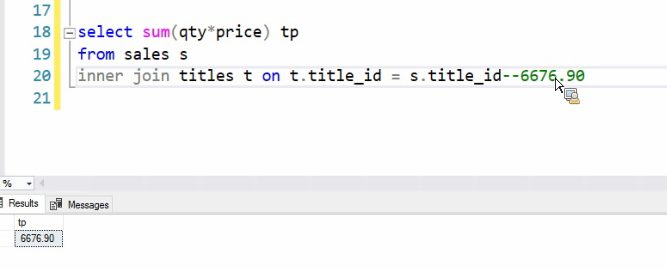 17
18 select sum(qty*price) tp
19 from sales s
20 inner join titles t on t.title_id = s.title_id--6676.90
21
%
Results Messages
tp
6676.90